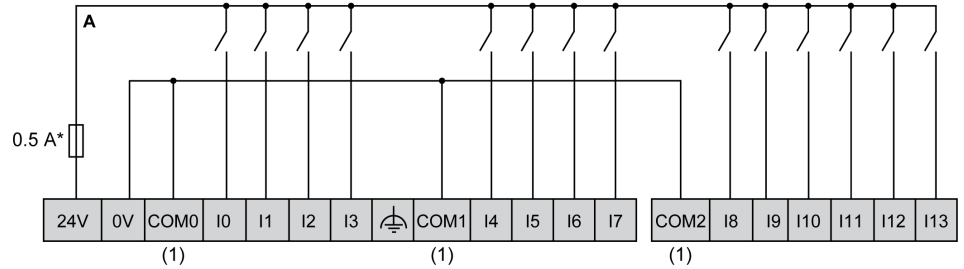 A
0.5 A*
24V 0V COM0 I0 I1 I2 I3 COM1 I4 I5 I6 I7 COM2 I8 I9 I10 I11 I12 I13
(1) (1) (1)